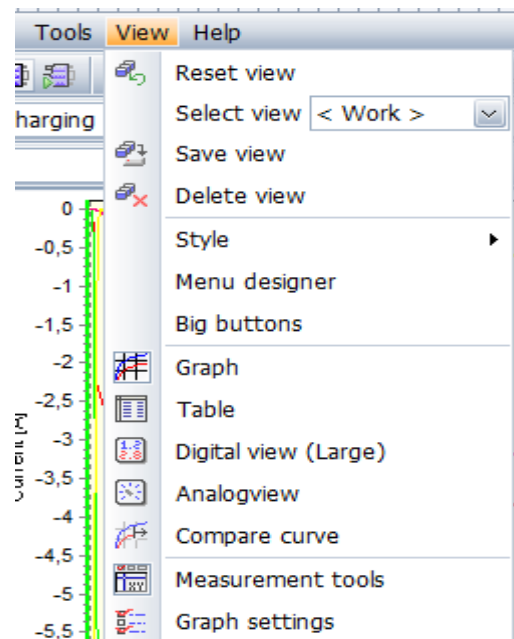 Tools View Help
Reset view
harging
Select view < Work >
Save view
Delete view
0
-0,5
Style
-1
Menu designer
-1,5
Big buttons
-2
Graph
-2,5
Table
-3
Digital view (Large)
-3,5
Analogview
-4
Compare curve
-4,5
Measurement tools
-5
Graph settings
-5,5
Current [A]